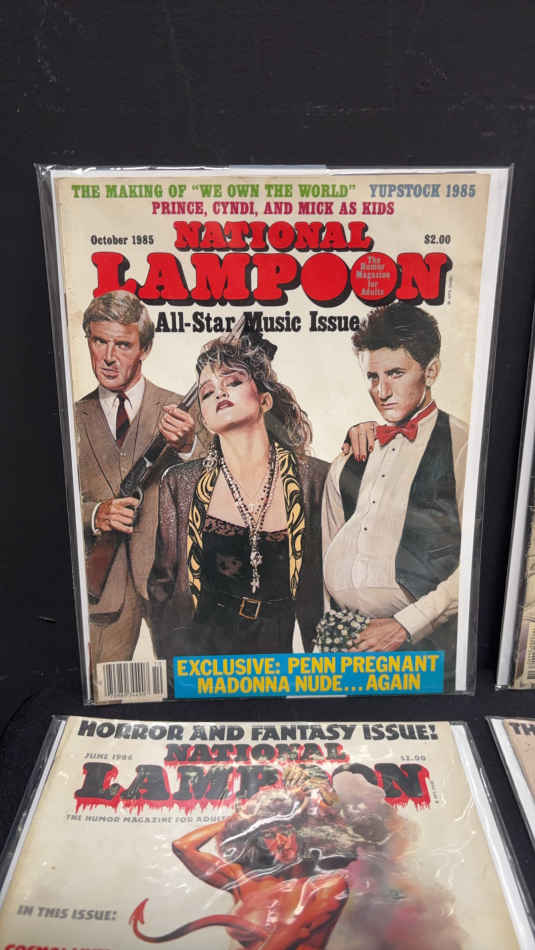 THE MAKING OF "WE OWN THE WORLD" YUPSTOCK 1985
PRINCE, CYNDI, AND MICK AS KIDS
October 1985
$2.00
NATIONAL
LAMPOON
The
Humor
Magazine
for
Adults
All-Star Music Issue
EXCLUSIVE: PENN PREGNANT
MADONNA NUDE...AGAIN
HORROR AND FANTASY ISSUE!
JUNE 1986
$2.00
NATIONAL
LAMPOON
THE HUMOR MAGAZINE FOR ADULTS
IN THIS ISSUE:
TH